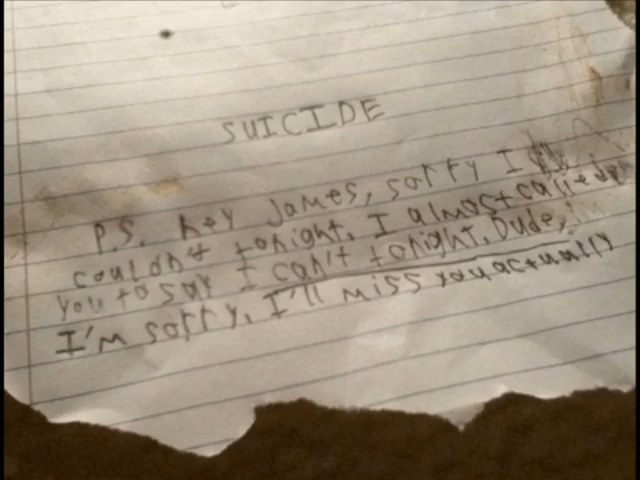 SUICIDE
P.S. hey James, sorry I
couldn't tonight. I almost called
you to say I can't tonight. Dude,
I'm sorry, I'll miss you actually